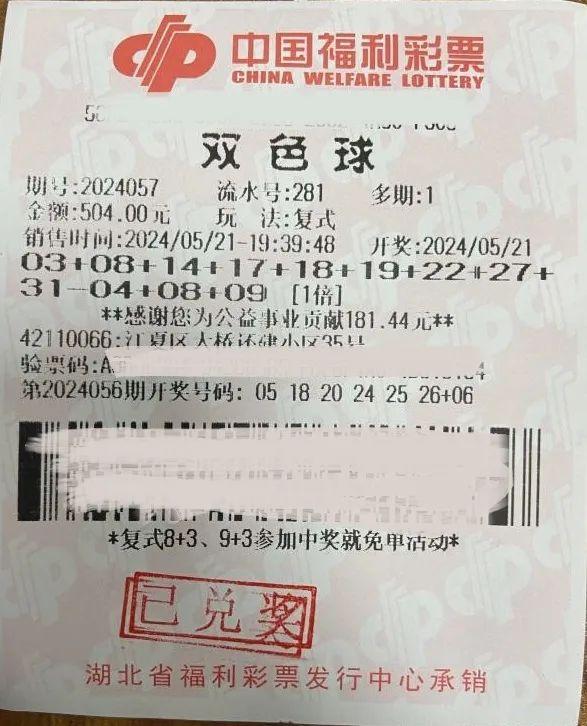 中国福利彩票
CHINA WELFARE LOTTERY
双色球
期号:2024057 流水号:281 多期:1
金额:504.00元 玩 法:复式
销售时间:2024/05/21-19:39:48 开奖:2024/05/21
03+08+14+17+18+19+22+27+
31-04+08+09 [1倍]
**感谢您为公益事业贡献181.44元**
42110066:江夏区大桥还建小区35号
验票码:A
第2024056期开奖号码: 05 18 20 24 25 26+06
*复式8+3、9+3参加中奖就免单活动*
已兑奖
湖北省福利彩票发行中心承销